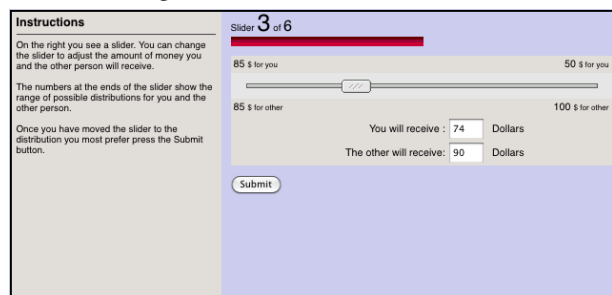 Instructions
On the right you see a slider. You can change
the slider to adjust the amount of money you
and the other person will receive.
The numbers at the ends of the slider show the
range of possible distributions for you and the
other person.
Once you have moved the slider to the
distribution you most prefer press the Submit
button.
Slider 3 of 6
85 $ for you 50 $ for you
85 $ for other 100 $ for other
You will receive : 74 Dollars
The other will receive: 90 Dollars
Submit